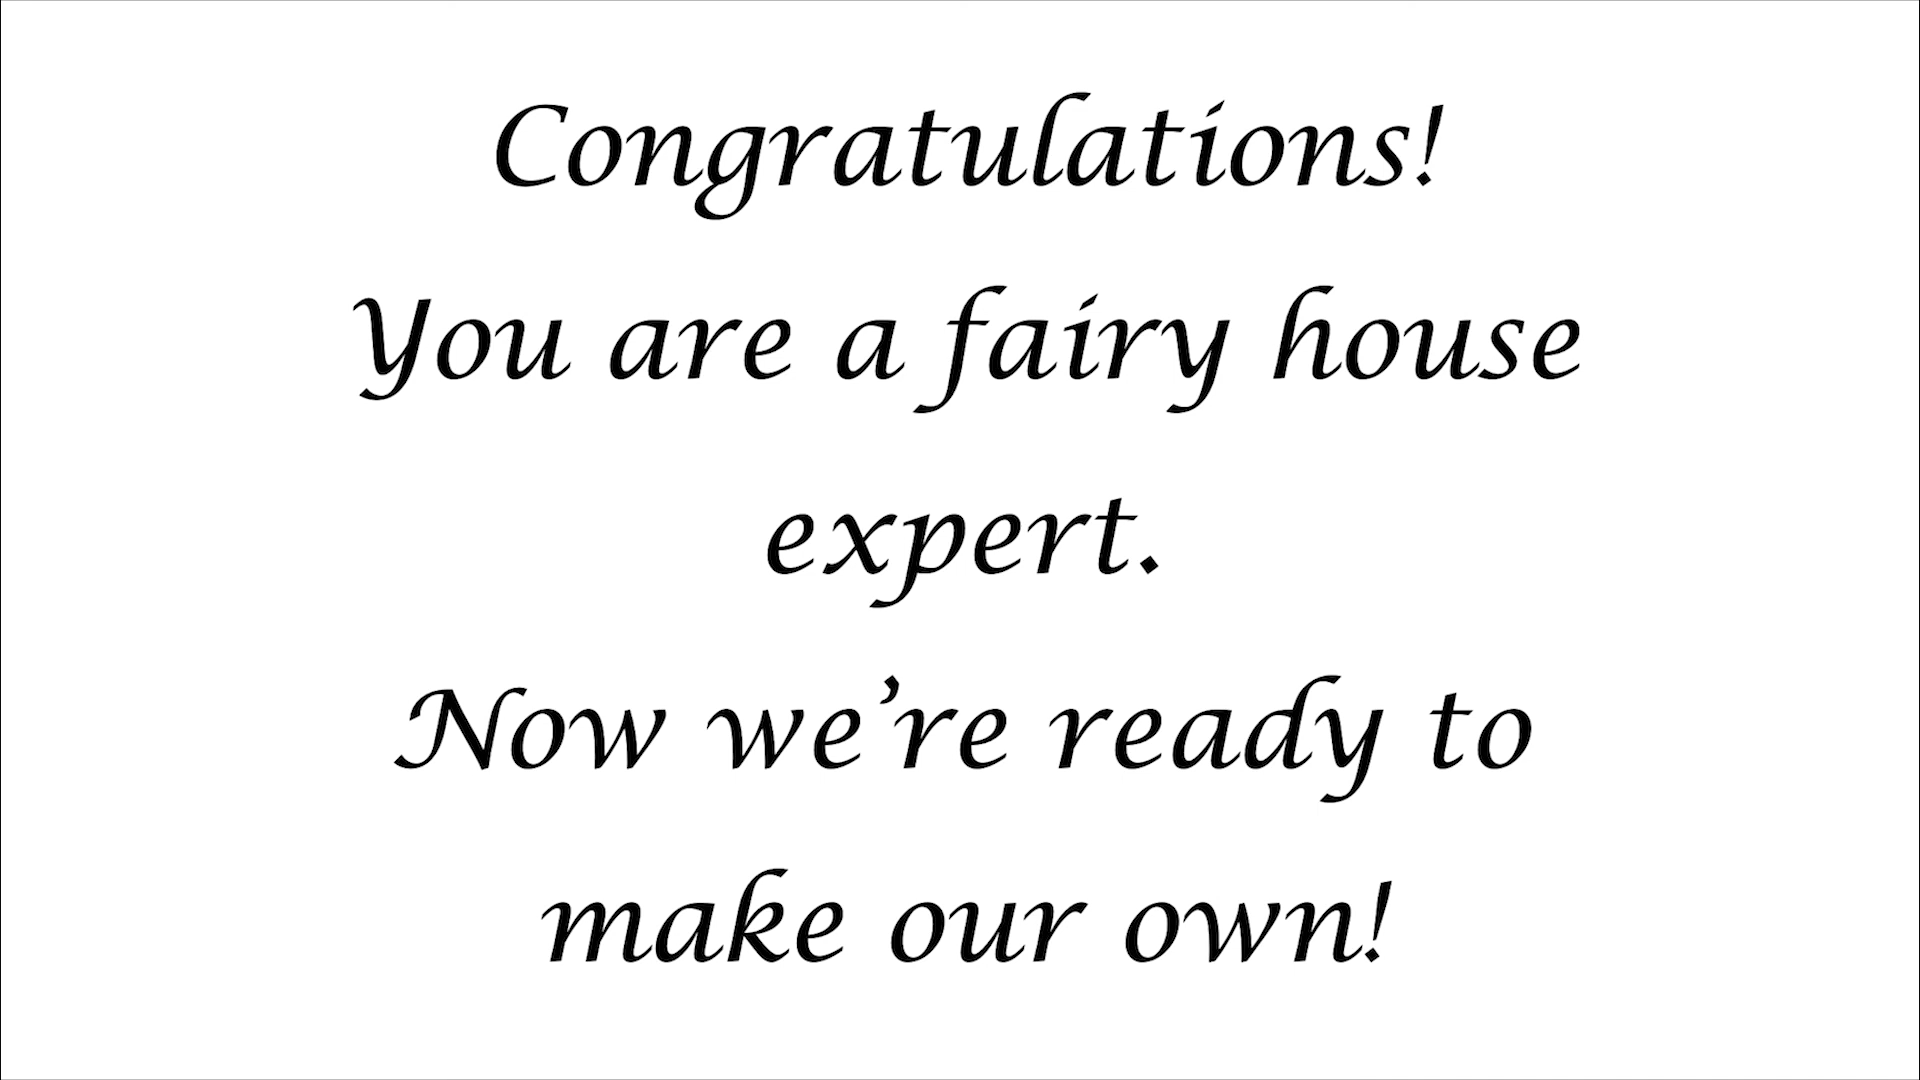 Congratulations!
You are a fairy house
expert.
Now we’re ready to
make our own!